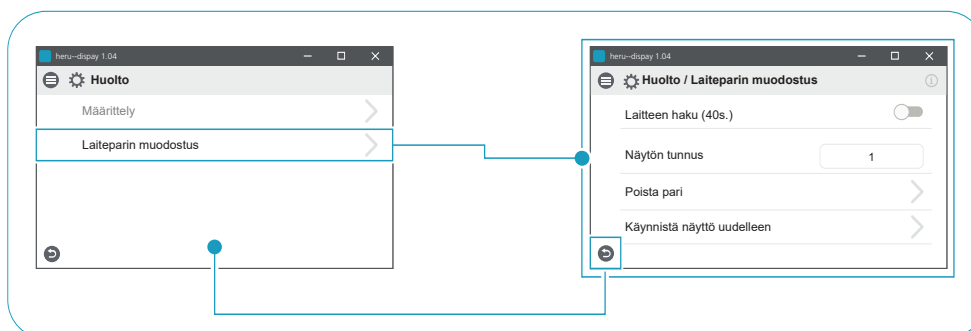 heru--dispay 1.04
Huolto
Määrittely
Laiteparin muodostus
heru--dispay 1.04
Huolto / Laiteparin muodostus
Laitteen haku (40s.)
Näytön tunnus
1
Poista pari
Käynnistä näyttö uudelleen